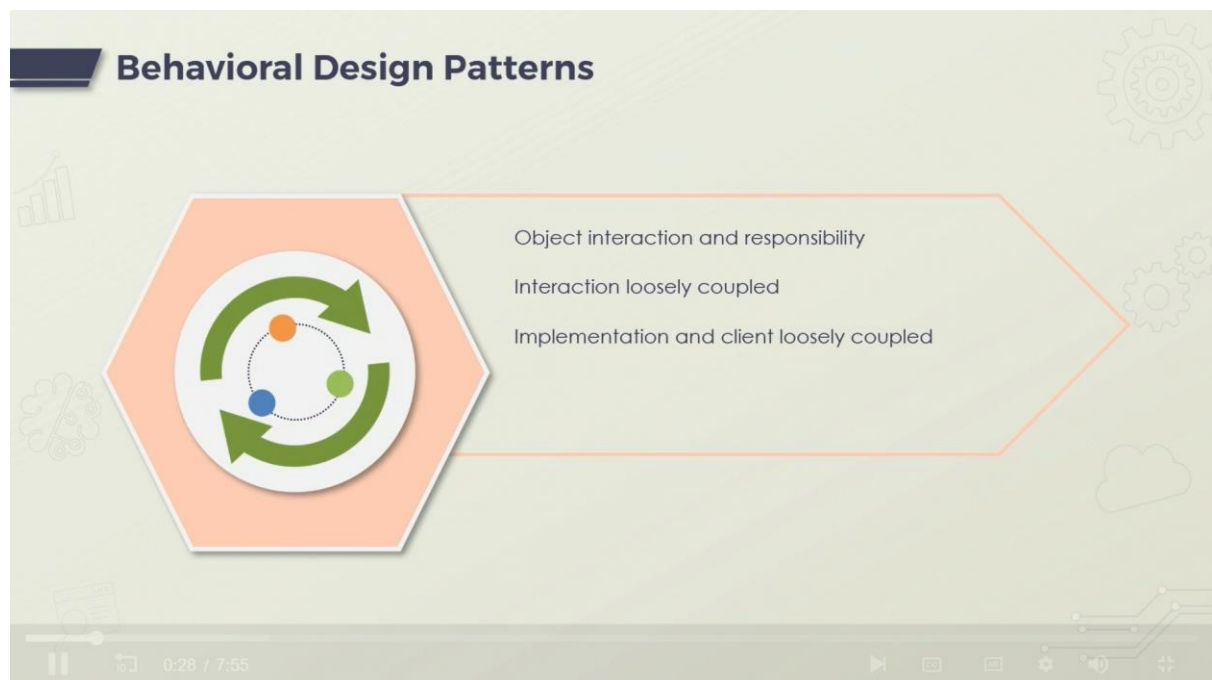 Behavioral Design Patterns
Object interaction and responsibility
Interaction loosely coupled
Implementation and client loosely coupled
0:28 / 7:55